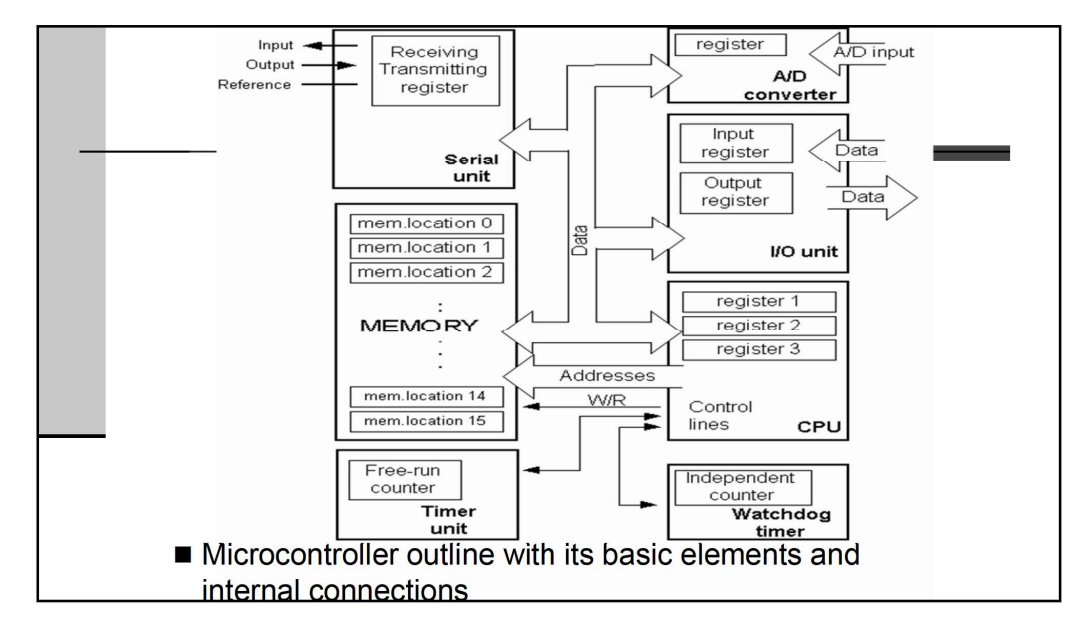 Input
Output
Reference
Receiving
Transmitting
register
Serial
unit
register
A/D input
A/D
converter
Input
register
Data
Output
register
Data
I/O unit
mem.location 0
mem.location 1
mem.location 2
MEMORY
mem.location 14
mem.location 15
Data
register 1
register 2
register 3
Addresses
W/R
Control
lines
CPU
Free-run
counter
Timer
unit
Independent
counter
Watchdog
timer
■ Microcontroller outline with its basic elements and
internal connections